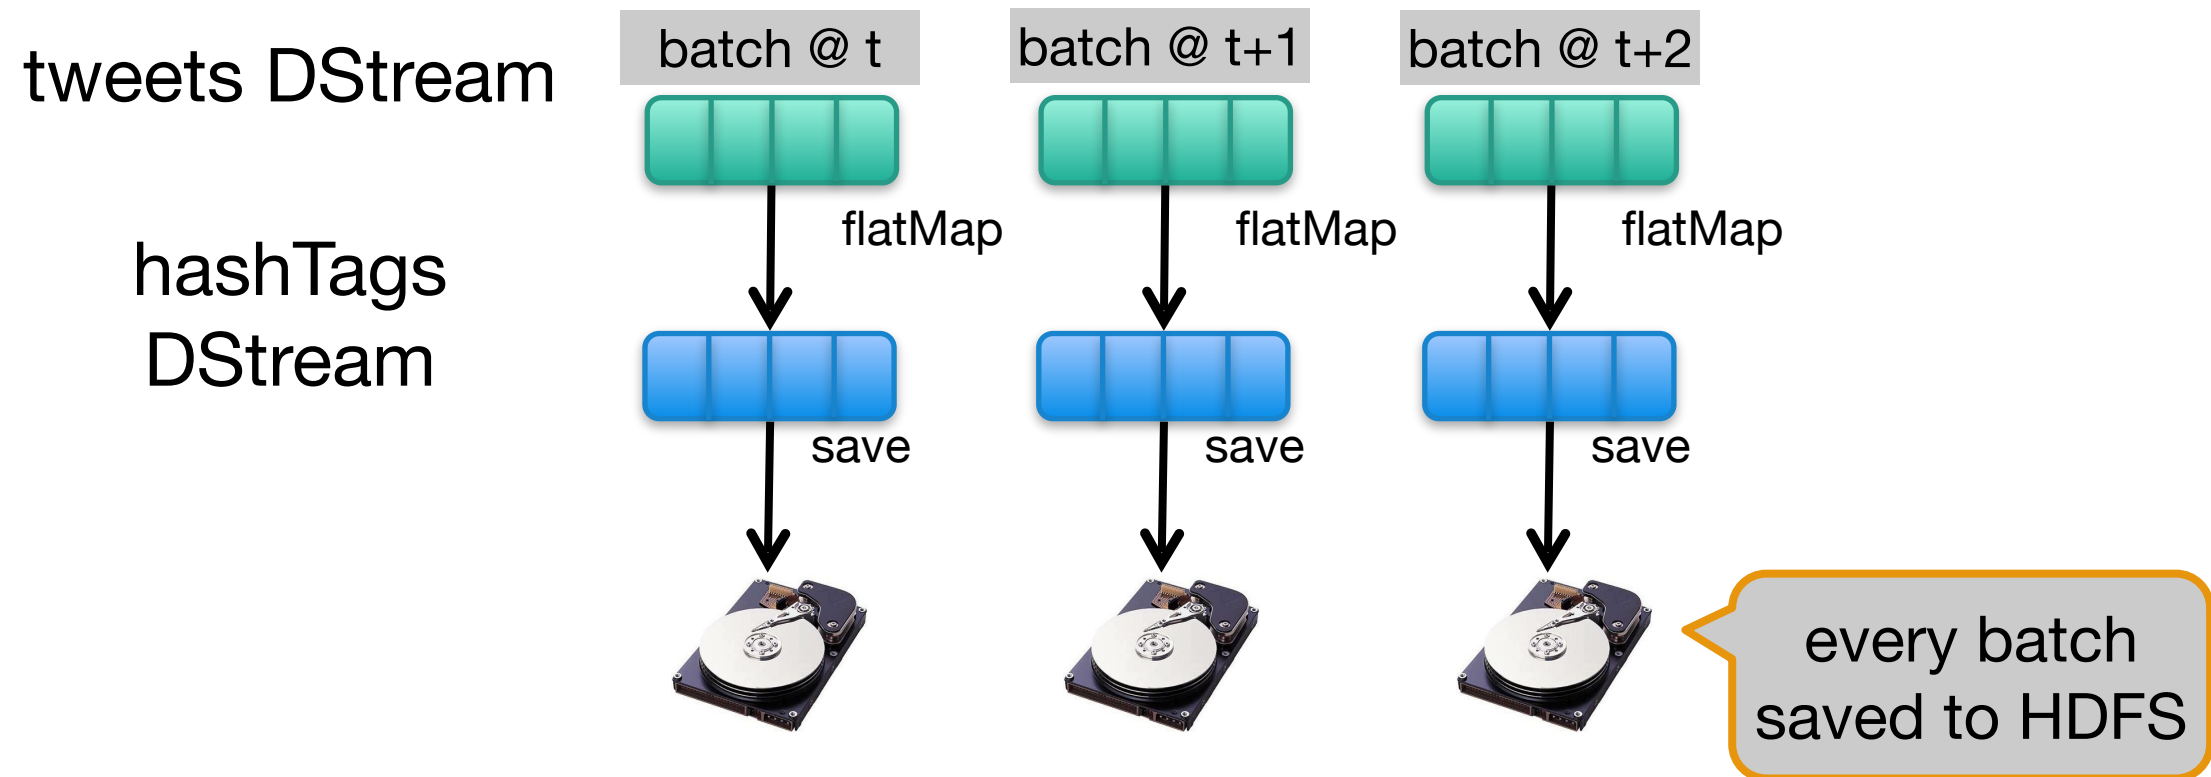 tweets DStream
batch @ t
batch @ t+1
batch @ t+2
flatMap
flatMap
flatMap
hashTags
DStream
save
save
save
every batch
saved to HDFS